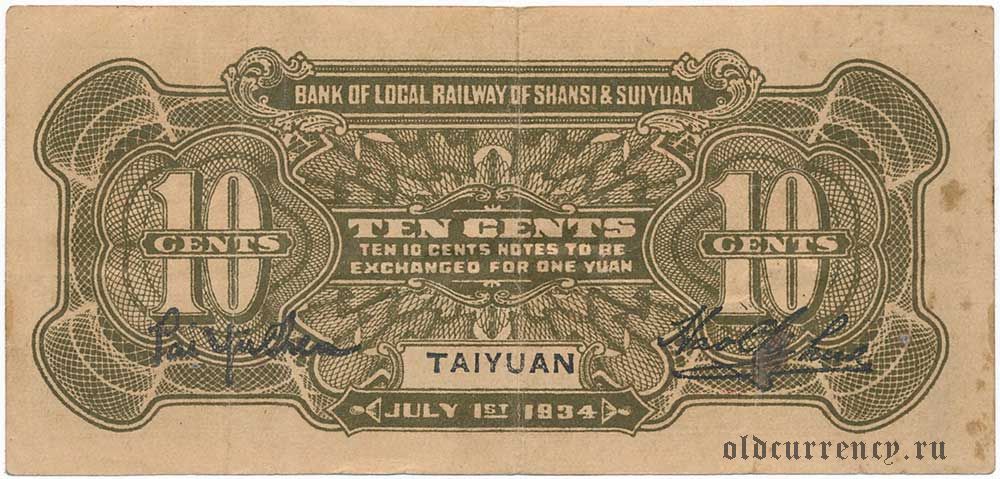 BANK OF LOCAL RAILWAY OF SHANSI & SUIYUAN
10 CENTS
TEN CENTS
TEN 10 CENTS NOTES TO BE
EXCHANGED FOR ONE YUAN
10 CENTS
TAIYUAN
JULY 1ST 1934
oldcurrency.ru